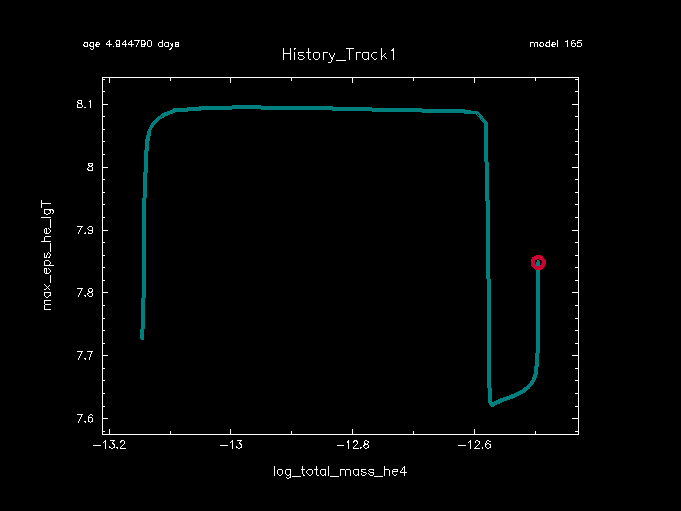 age 4.944790 days
model 165
History_Track1
max_eps_he_lgT
8.1
8
7.9
7.8
7.7
7.6
−13.2
−13
−12.8
−12.6
log_total_mass_he4